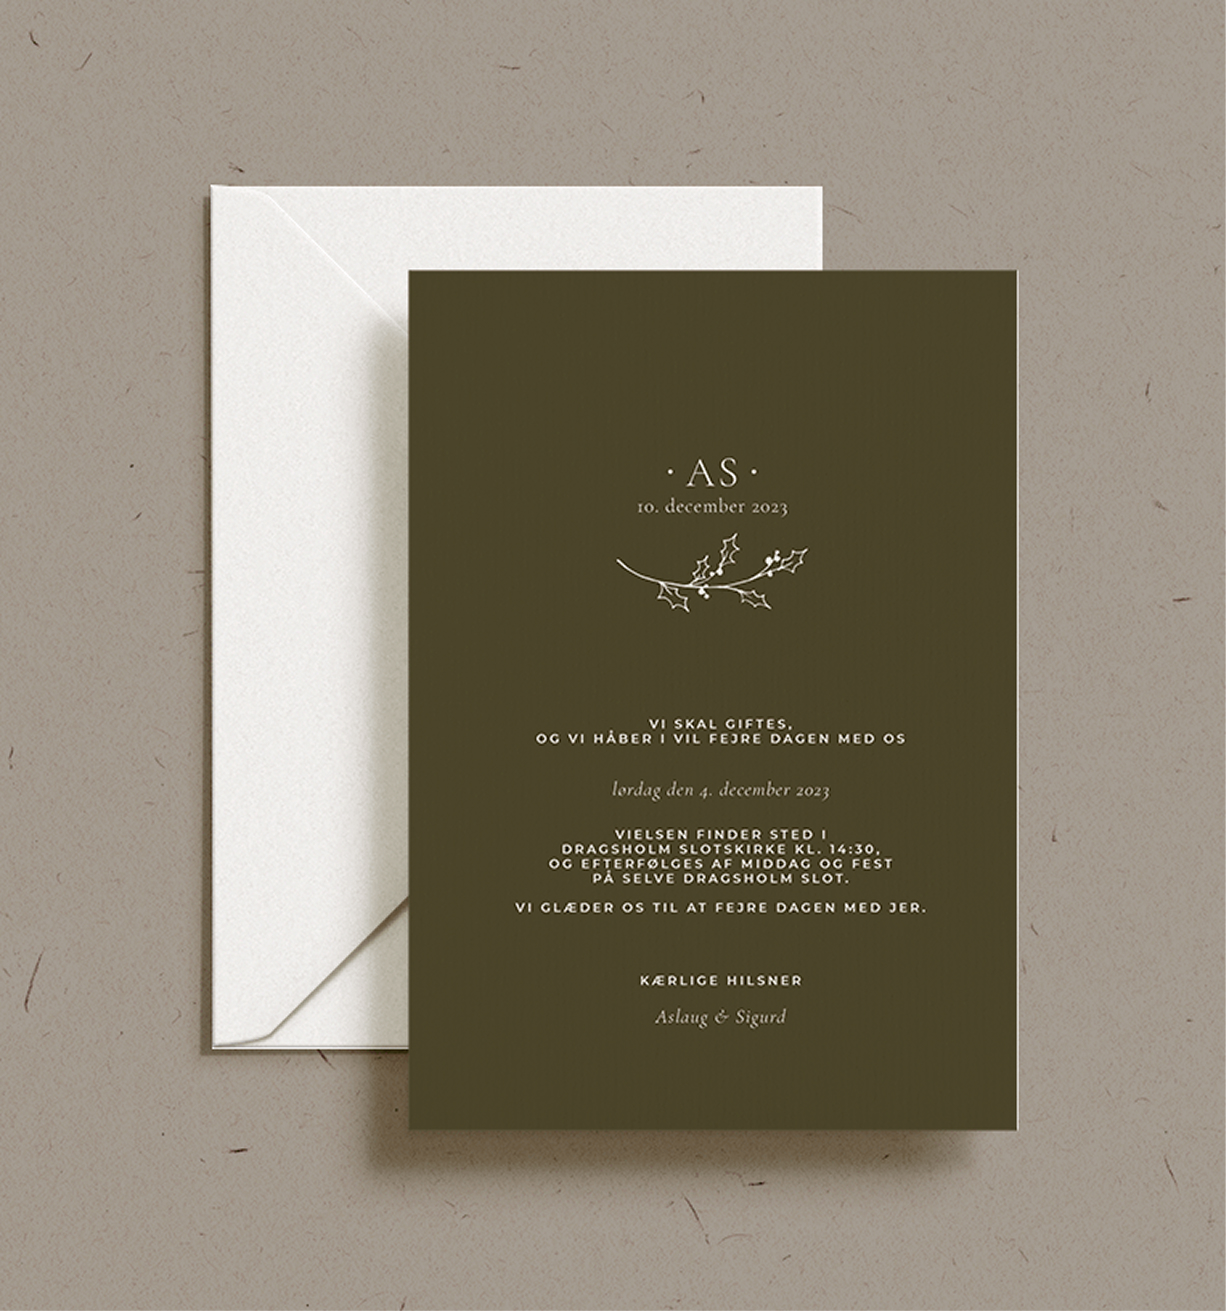 · AS ·
10. december 2023
VI SKAL GIFTES,
OG VI HÅBER I VIL FEJRE DAGEN MED OS
lørdag den 4. december 2023
VIELSEN FINDER STED I
DRAGSHOLM SLOTSKIRKE KL. 14:30,
OG EFTERFØLGES AF MIDDAG OG FEST
PÅ SELVE DRAGSHOLM SLOT.
VI GLÆDER OS TIL AT FEJRE DAGEN MED JER.
KÆRLIGE HILSNER
Aslaug & Sigurd